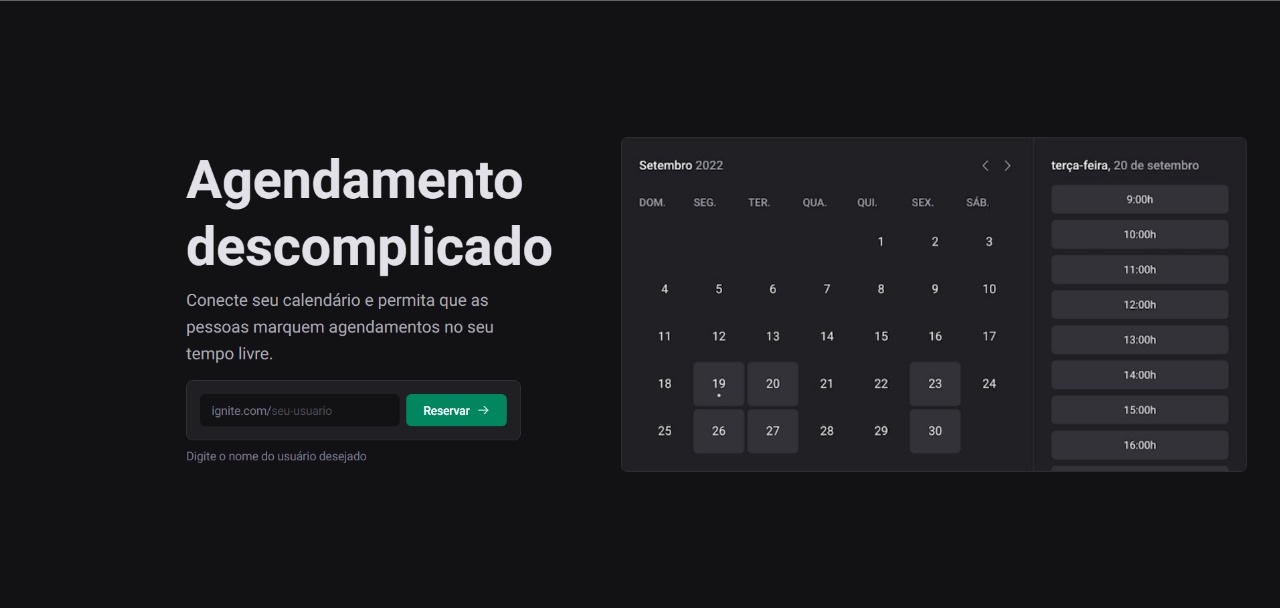 Agendamento
descomplicado
Conecte seu calendário e permita que as
pessoas marquem agendamentos no seu
tempo livre.
ignite.com/seu-usuario
Reservar
Digite o nome do usuário desejado
Setembro 2022
DOM. SEG. TER. QUA. QUI. SEX. SÁB.
1 2 3
4 5 6 7 8 9 10
11 12 13 14 15 16 17
18 19 20 21 22 23 24
25 26 27 28 29 30
terça-feira, 20 de setembro
9:00h
10:00h
11:00h
12:00h
13:00h
14:00h
15:00h
16:00h